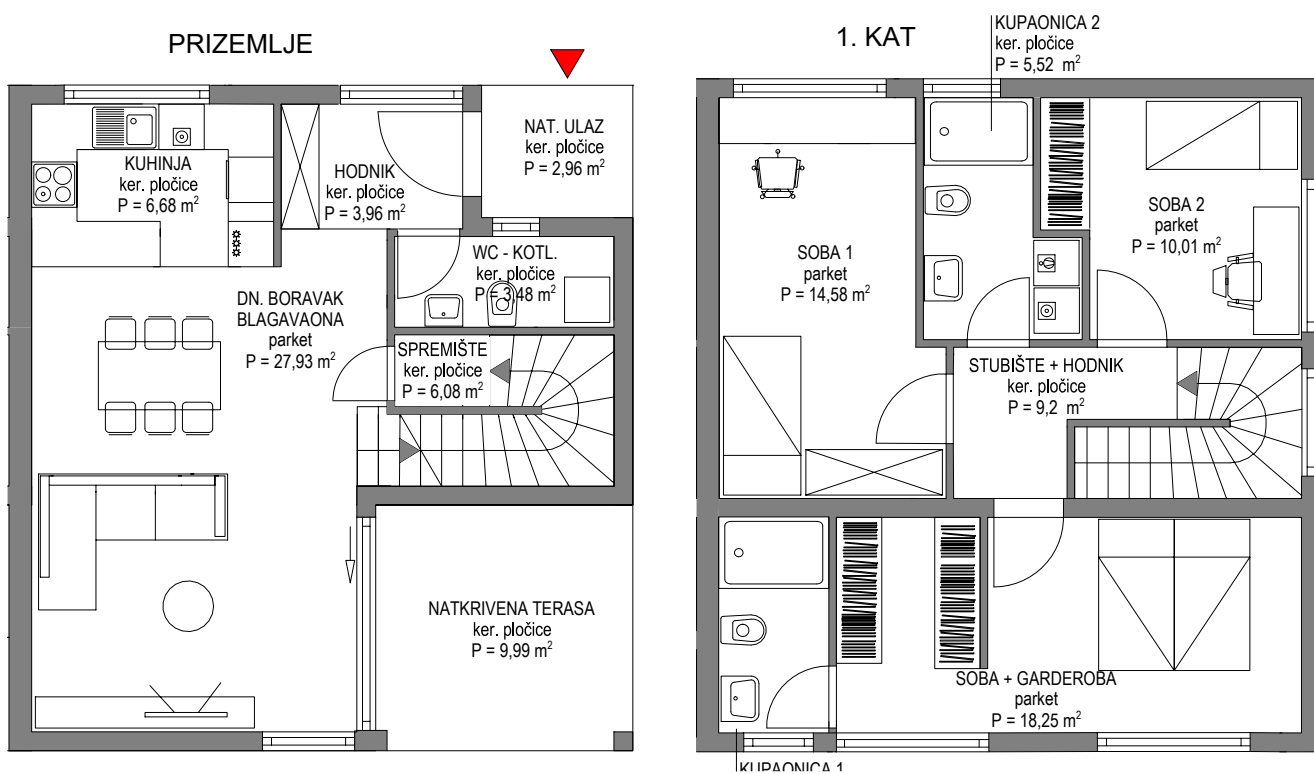 PRIZEMLJE
KUHINJA
ker. pločice
P = 6,68 m²
HODNIK
ker. pločice
P = 3,96 m²
NAT. ULAZ
ker. pločice
P = 2,96 m²
WC - KOTL.
ker. pločice
P = 3,48 m²
DN. BORAVAK
BLAGAVAONA
parket
P = 27,93 m²
SPREMIŠTE
ker. pločice
P = 6,08 m²
NATKRIVENA TERASA
ker. pločice
P = 9,99 m²
1. KAT
KUPAONICA 2
ker. pločice
P = 5,52 m²
SOBA 1
parket
P = 14,58 m²
SOBA 2
parket
P = 10,01 m²
STUBIŠTE + HODNIK
ker. pločice
P = 9,2 m²
SOBA + GARDEROBA
parket
P = 18,25 m²
KUPAONICA 1